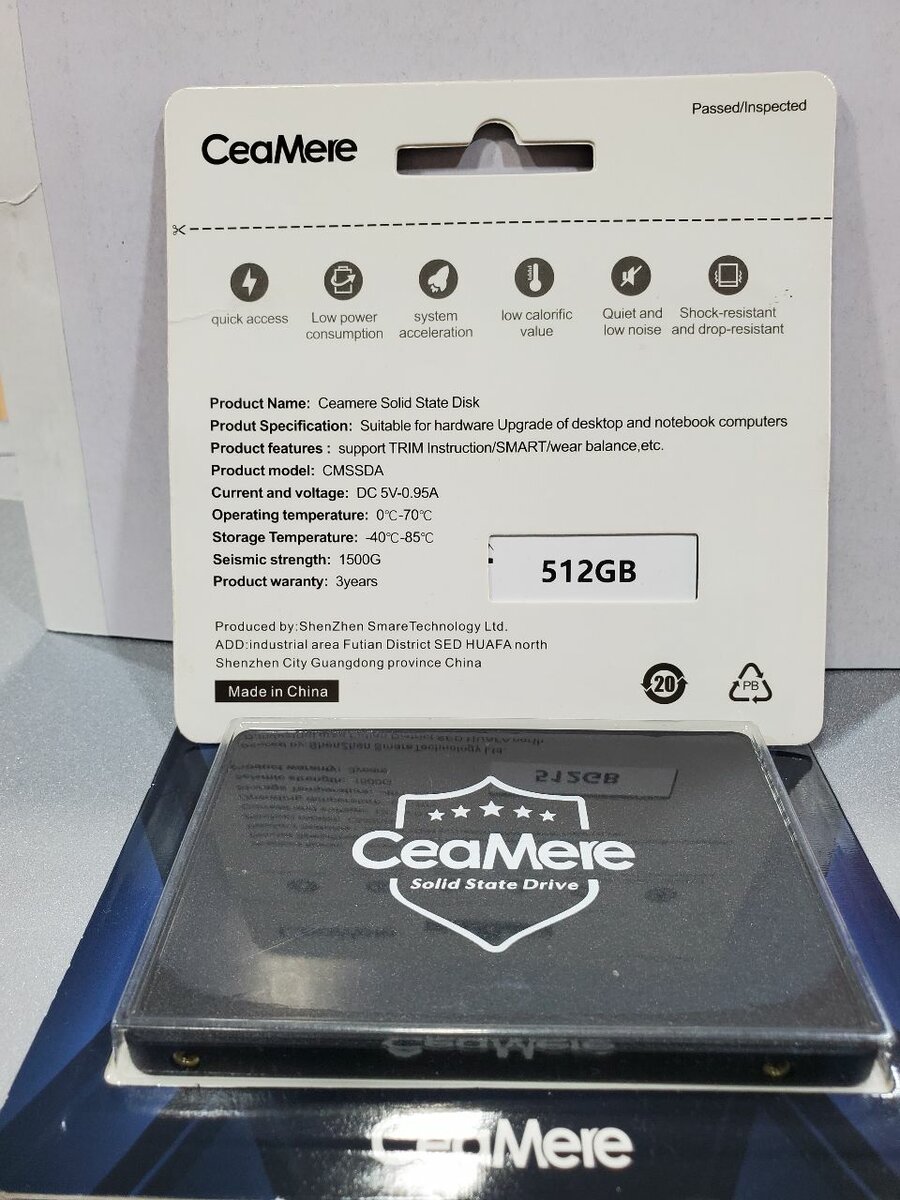 Passed/Inspected
CeaMere
quick access
Low power
consumption
system
acceleration
low calorific
value
Quiet and
low noise
Shock-resistant
and drop-resistant
Product Name: Ceamere Solid State Disk
Produt Specification: Suitable for hardware Upgrade of desktop and notebook computers
Product features : support TRIM Instruction/SMART/wear balance,etc.
Product model: CMSSDA
Current and voltage: DC 5V-0.95A
Operating temperature: 0℃-70℃
Storage Temperature: -40℃-85℃
Seismic strength: 1500G
Product waranty: 3years
512GB
Produced by:ShenZhen SmareTechnology Ltd.
ADD:industrial area Futian District SED HUAFA north
Shenzhen City Guangdong province China
Made in China
20
PB
CeaMere
Solid State Drive
CeaMere